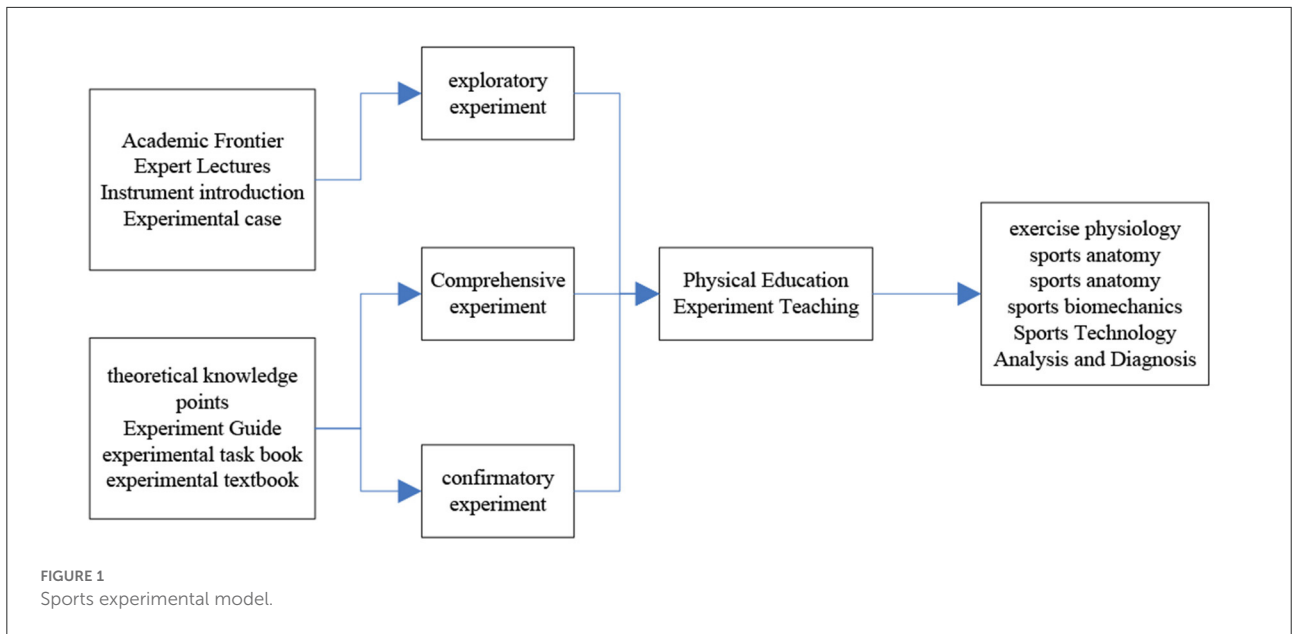 Academic Frontier
Expert Lectures
Instrument introduction
Experimental case
theoretical knowledge
points
Experiment Guide
experimental task book
experimental textbook
exploratory
experiment
Comprehensive
experiment
confirmatory
experiment
Physical Education
Experiment Teaching
exercise physiology
sports anatomy
sports anatomy
sports biomechanics
Sports Technology
Analysis and Diagnosis
FIGURE 1
Sports experimental model.